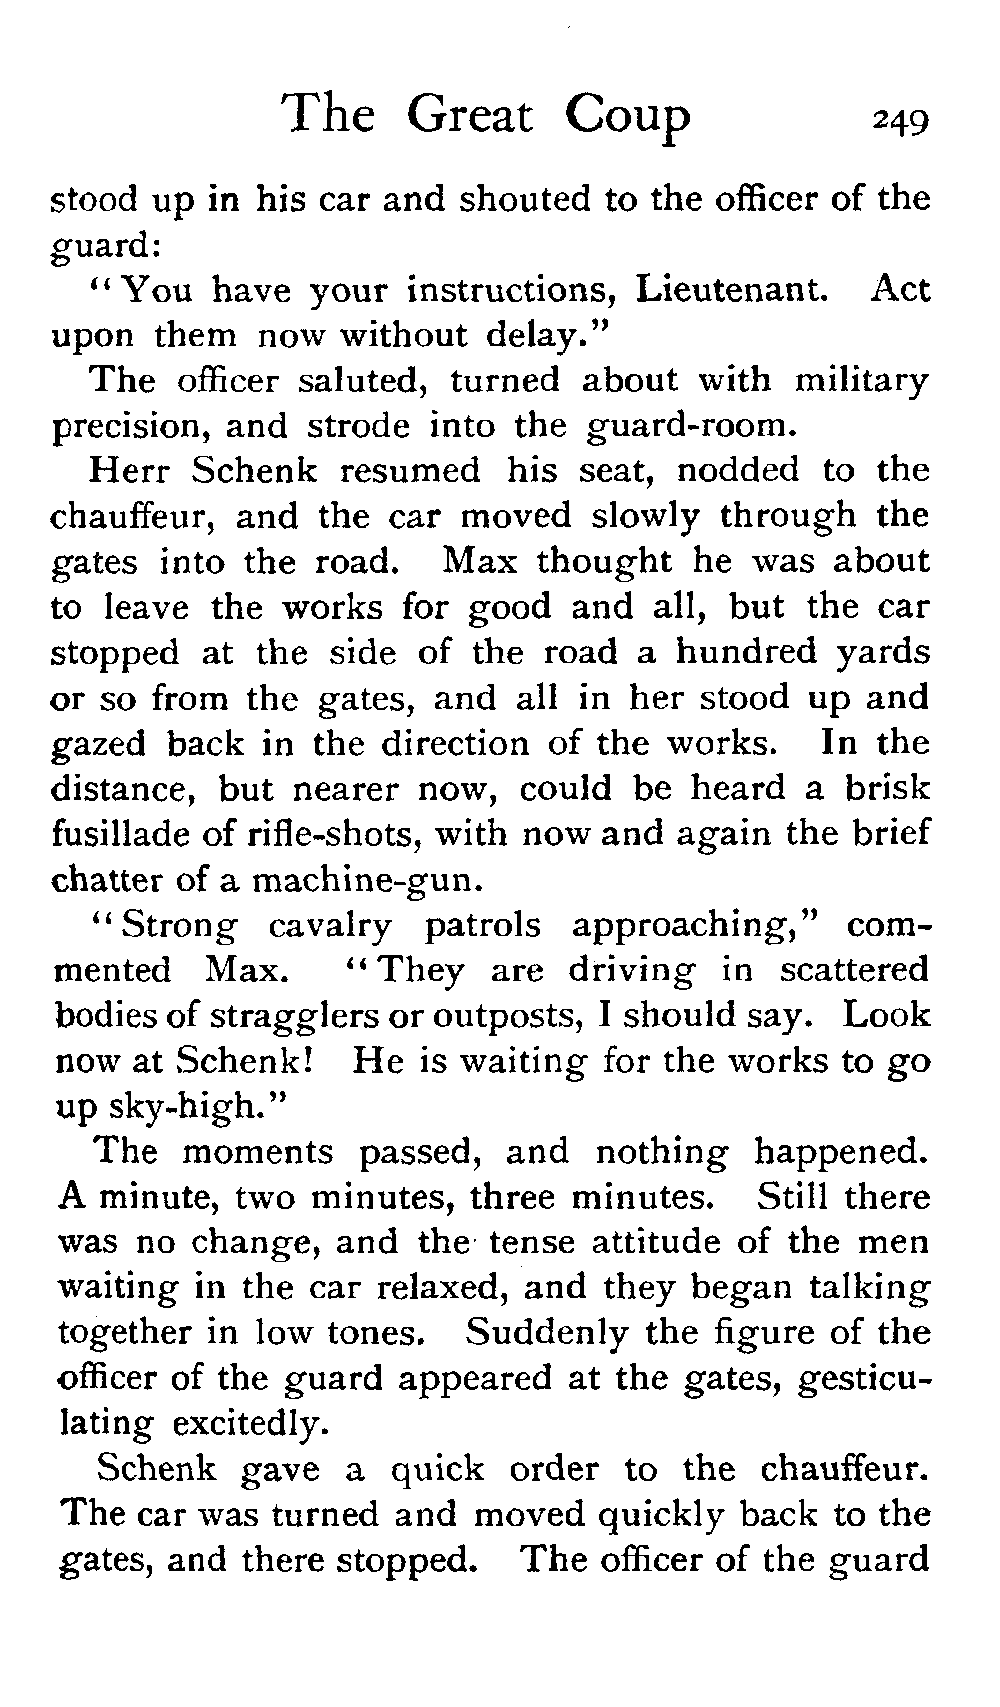 The Great Coup 249
stood up in his car and shouted to the officer of the
guard:
"You have your instructions, Lieutenant. Act
upon them now without delay."
The officer saluted, turned about with military
precision, and strode into the guard-room.
Herr Schenk resumed his seat, nodded to the
chauffeur, and the car moved slowly through the
gates into the road. Max thought he was about
to leave the works for good and all, but the car
stopped at the side of the road a hundred yards
or so from the gates, and all in her stood up and
gazed back in the direction of the works. In the
distance, but nearer now, could be heard a brisk
fusillade of rifle-shots, with now and again the brief
chatter of a machine-gun.
"Strong cavalry patrols approaching," com-
mented Max. "They are driving in scattered
bodies of stragglers or outposts, I should say. Look
now at Schenk! He is waiting for the works to go
up sky-high."
The moments passed, and nothing happened.
A minute, two minutes, three minutes. Still there
was no change, and the tense attitude of the men
waiting in the car relaxed, and they began talking
together in low tones. Suddenly the figure of the
officer of the guard appeared at the gates, gesticu-
lating excitedly.
Schenk gave a quick order to the chauffeur.
The car was turned and moved quickly back to the
gates, and there stopped. The officer of the guard